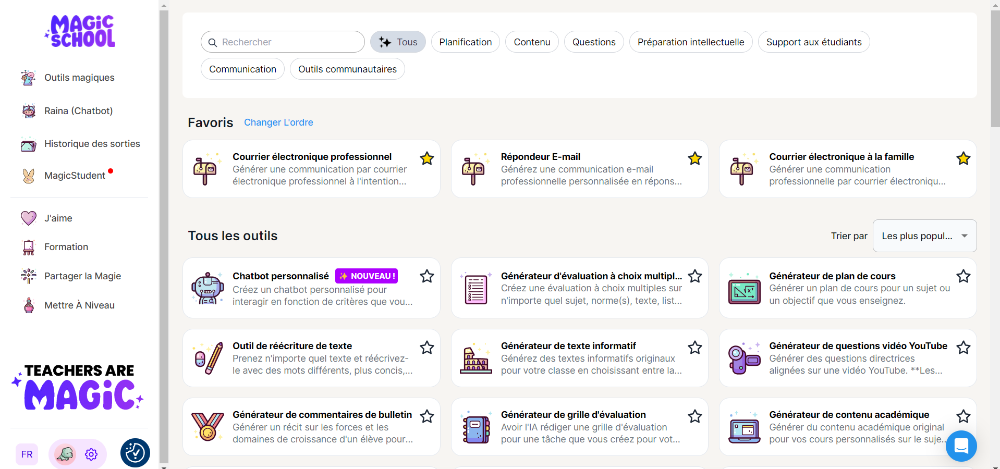 MAGiC
SCHOOL
Outils magiques
Raina (Chatbot)
Historique des sorties
MagicStudent
J'aime
Formation
Partager la Magie
Mettre À Niveau
TEACHERS ARE
MAGiC
FR
Rechercher
Tous
Planification
Contenu
Questions
Préparation intellectuelle
Support aux étudiants
Communication
Outils communautaires
Favoris
Changer L'ordre
Courrier électronique professionnel
Générer une communication par courrier
électronique professionnel à l'intention...
Répondeur E-mail
Générez une communication e-mail
professionnelle personnalisée en répons...
Courrier électronique à la famille
Générer une communication
professionnelle par courrier électroniqu...
Tous les outils
Trier par
Les plus popul...
Chatbot personnalisé
NOUVEAU !
Créez un chatbot personnalisé pour
interagir en fonction de critères que vou...
Générateur d'évaluation à choix multipl...
Créez une évaluation à choix multiples sur
n'importe quel sujet, norme(s), texte, list...
Générateur de plan de cours
Générer un plan de cours pour un sujet ou
un objectif que vous enseignez.
Outil de réécriture de texte
Prenez n'importe quel texte et réécrivez-
le avec des mots différents, plus concis,...
Générateur de texte informatif
Générez des textes informatifs originaux
pour votre classe en choisissant entre la...
Générateur de questions vidéo YouTube
Générer des questions directrices
alignées sur une vidéo YouTube. **Les...
Générateur de commentaires de bulletin
Générer un récit sur les forces et les
domaines de croissance d'un élève pour...
Générateur de grille d'évaluation
Avoir l'IA rédiger une grille d'évaluation
pour une tâche que vous créez pour vot...
Générateur de contenu académique
Générer du contenu académique original
pour vos cours personnalisés sur le suje...